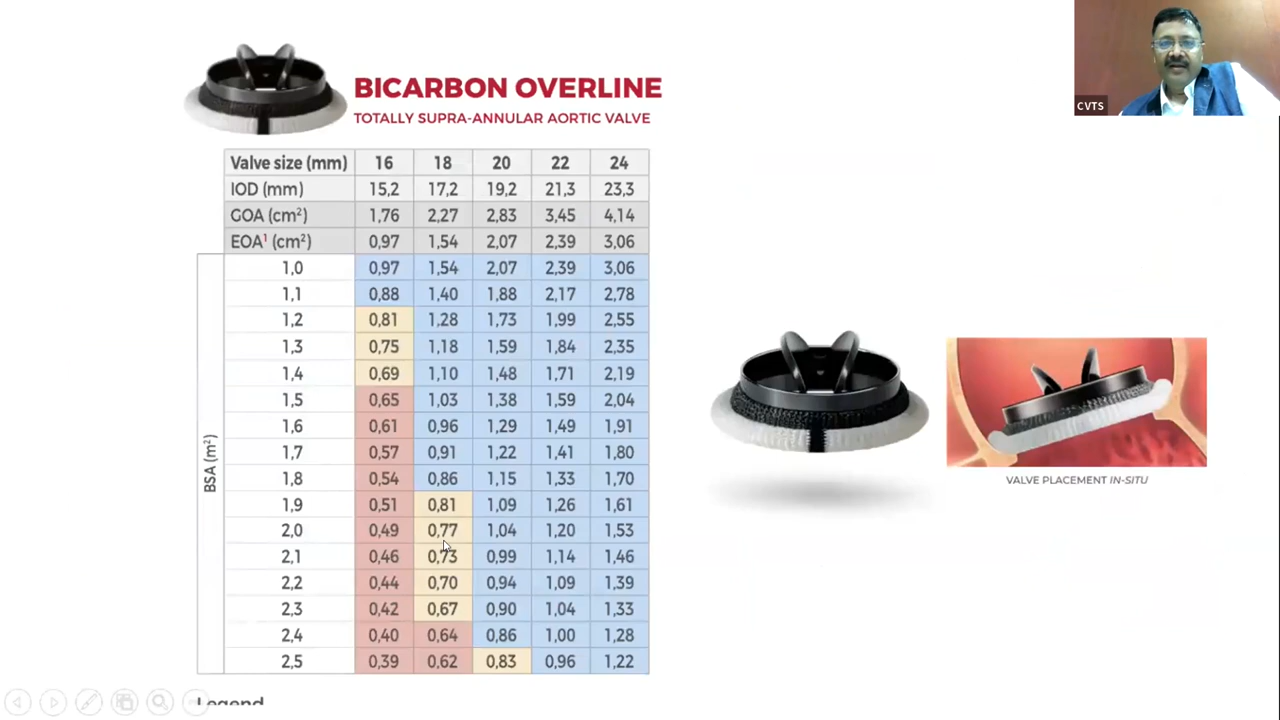 CVTS
BICARBON OVERLINE
TOTALLY SUPRA-ANNULAR AORTIC VALVE
Valve size (mm) 16 18 20 22 24
IOD (mm) 15,2 17,2 19,2 21,3 23,3
GOA (cm²) 1,76 2,27 2,83 3,45 4,14
EOA¹ (cm²) 0,97 1,54 2,07 2,39 3,06
BSA (m²)
1,0 0,97 1,54 2,07 2,39 3,06
1,1 0,88 1,40 1,88 2,17 2,78
1,2 0,81 1,28 1,73 1,99 2,55
1,3 0,75 1,18 1,59 1,84 2,35
1,4 0,69 1,10 1,48 1,71 2,19
1,5 0,65 1,03 1,38 1,59 2,04
1,6 0,61 0,96 1,29 1,49 1,91
1,7 0,57 0,91 1,22 1,41 1,80
1,8 0,54 0,86 1,15 1,33 1,70
1,9 0,51 0,81 1,09 1,26 1,61
2,0 0,49 0,77 1,04 1,20 1,53
2,1 0,46 0,73 0,99 1,14 1,46
2,2 0,44 0,70 0,94 1,09 1,39
2,3 0,42 0,67 0,90 1,04 1,33
2,4 0,40 0,64 0,86 1,00 1,28
2,5 0,39 0,62 0,83 0,96 1,22
VALVE PLACEMENT IN-SITU
Legend